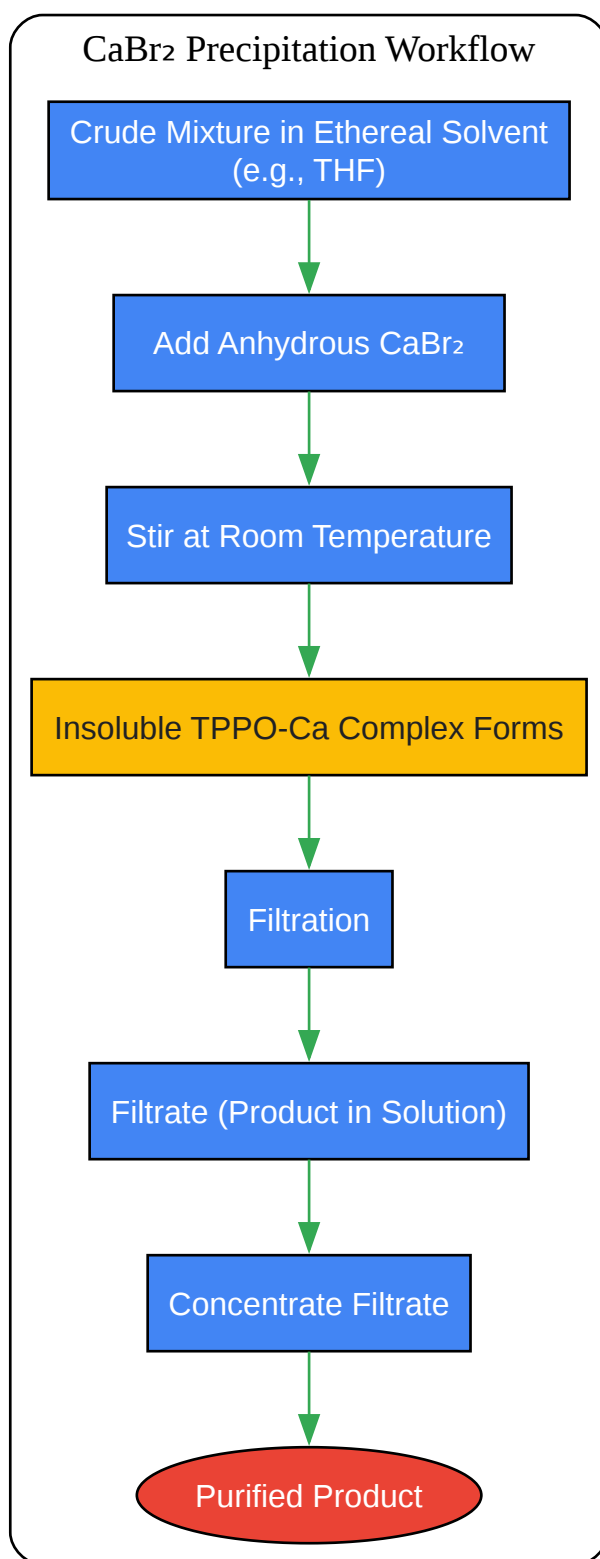 CaBr₂ Precipitation Workflow
Crude Mixture in Ethereal Solvent
(e.g., THF)
Add Anhydrous CaBr₂
Stir at Room Temperature
Insoluble TPPO-Ca Complex Forms
Filtration
Filtrate (Product in Solution)
Concentrate Filtrate
Purified Product